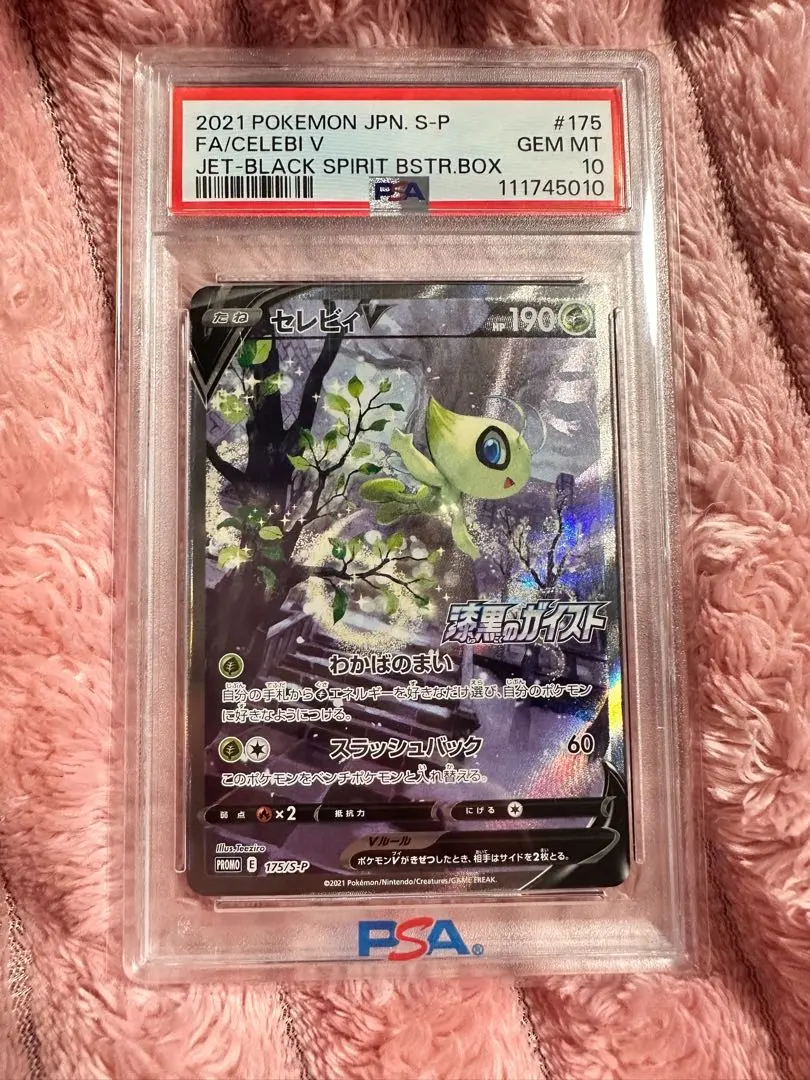 2021 POKEMON JPN. S-P #175
FA/CELEBI V GEM MT
JET-BLACK SPIRIT BSTR.BOX 10
PSA 111745010
たね セレビィV HP 190
漆黒のガイスト
わかばのまい
自分の手札からエネルギーを好きなだけ選び、自分のポケモン
に好きなようにつける。
スラッシュバック 60
このポケモンをベンチポケモンと入れ替える。
弱点 ×2 抵抗力 にげる
Vルール
ポケモンVがきぜつしたとき、相手はサイドを2枚とる。
Illus.Teeziro
PROMO E 175/S-P
©2021 Pokémon/Nintendo/Creatures/GAME FREAK.
PSA®